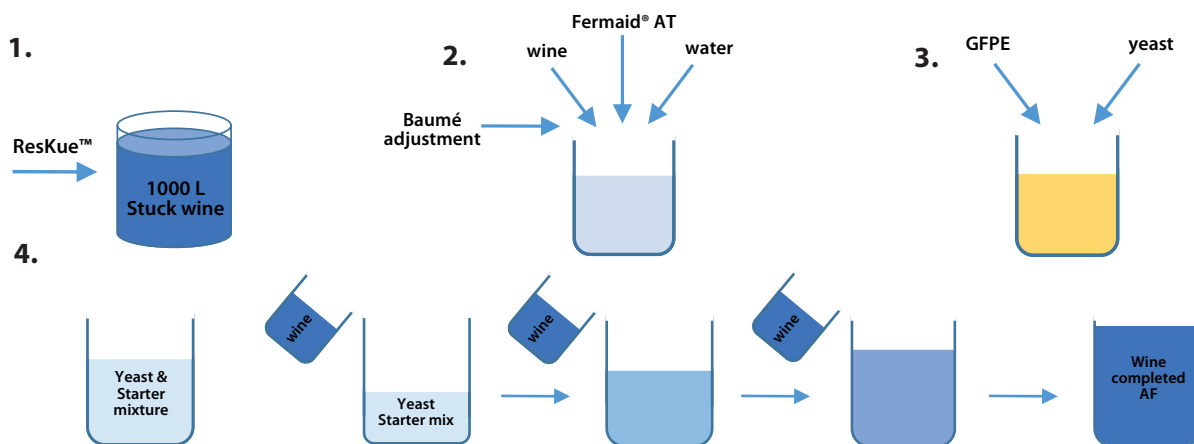 1.
ResKue™
1000 L
Stuck wine
2.
Fermaid® AT
wine
water
Baumé
adjustment
3.
GFPE
yeast
4.
Yeast &
Starter
mixture
wine
Yeast
Starter mix
wine
wine
Wine
completed
AF